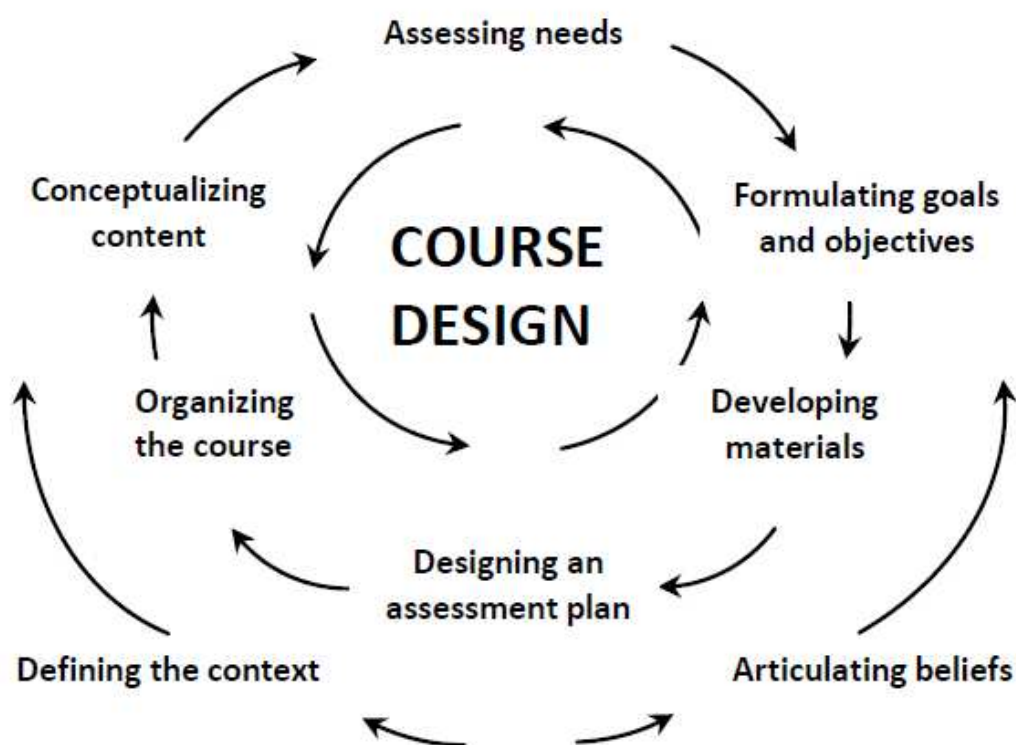 Assessing needs
Conceptualizing
content
Formulating goals
and objectives
COURSE
DESIGN
Organizing
the course
Developing
materials
Designing an
assessment plan
Defining the context
Articulating beliefs